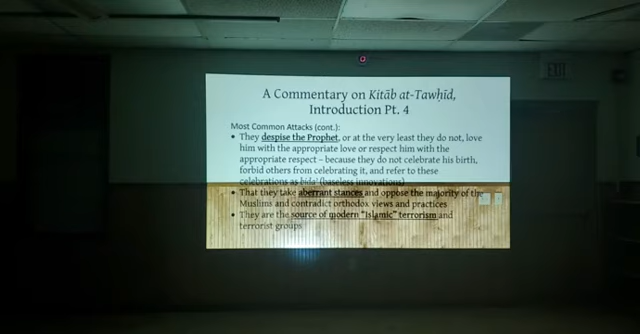 EXIT
A Commentary on Kitāb at-Tawḥīd,
Introduction Pt. 4
Most Common Attacks (cont.):
• They despise the Prophet, or at the very least they do not, love
him with the appropriate love or respect him with the
appropriate respect – because they do not celebrate his birth,
forbid others from celebrating it, and refer to these
celebrations as bida' (baseless innovations)
• That they take aberrant stances and oppose the majority of the
Muslims and contradict orthodox views and practices
• They are the source of modern "Islamic" terrorism and
terrorist groups